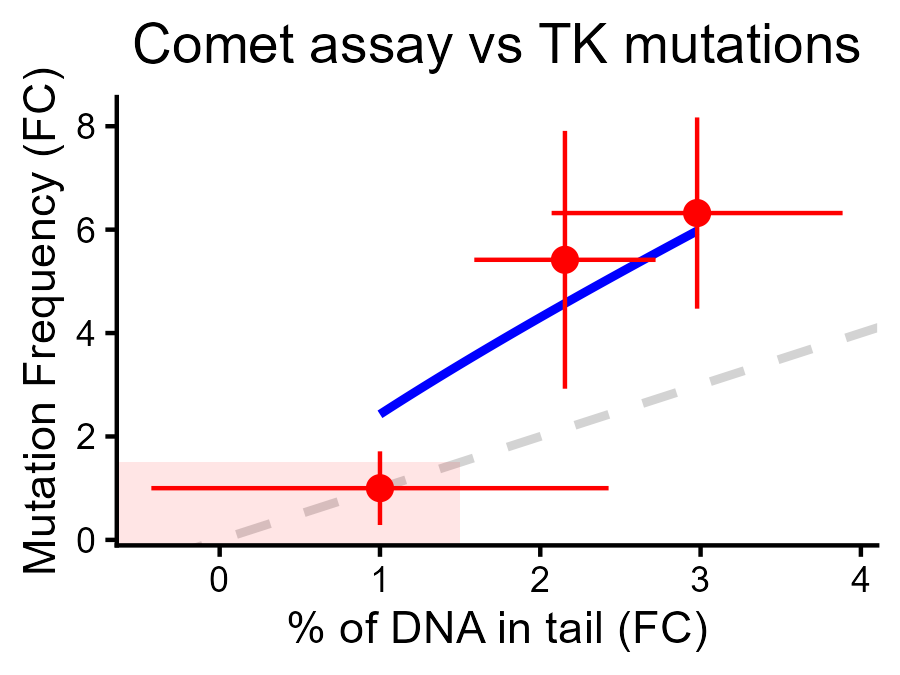 Comet assay vs TK mutations
Mutation Frequency (FC)
8
6
4
2
0
0 1 2 3 4
% of DNA in tail (FC)